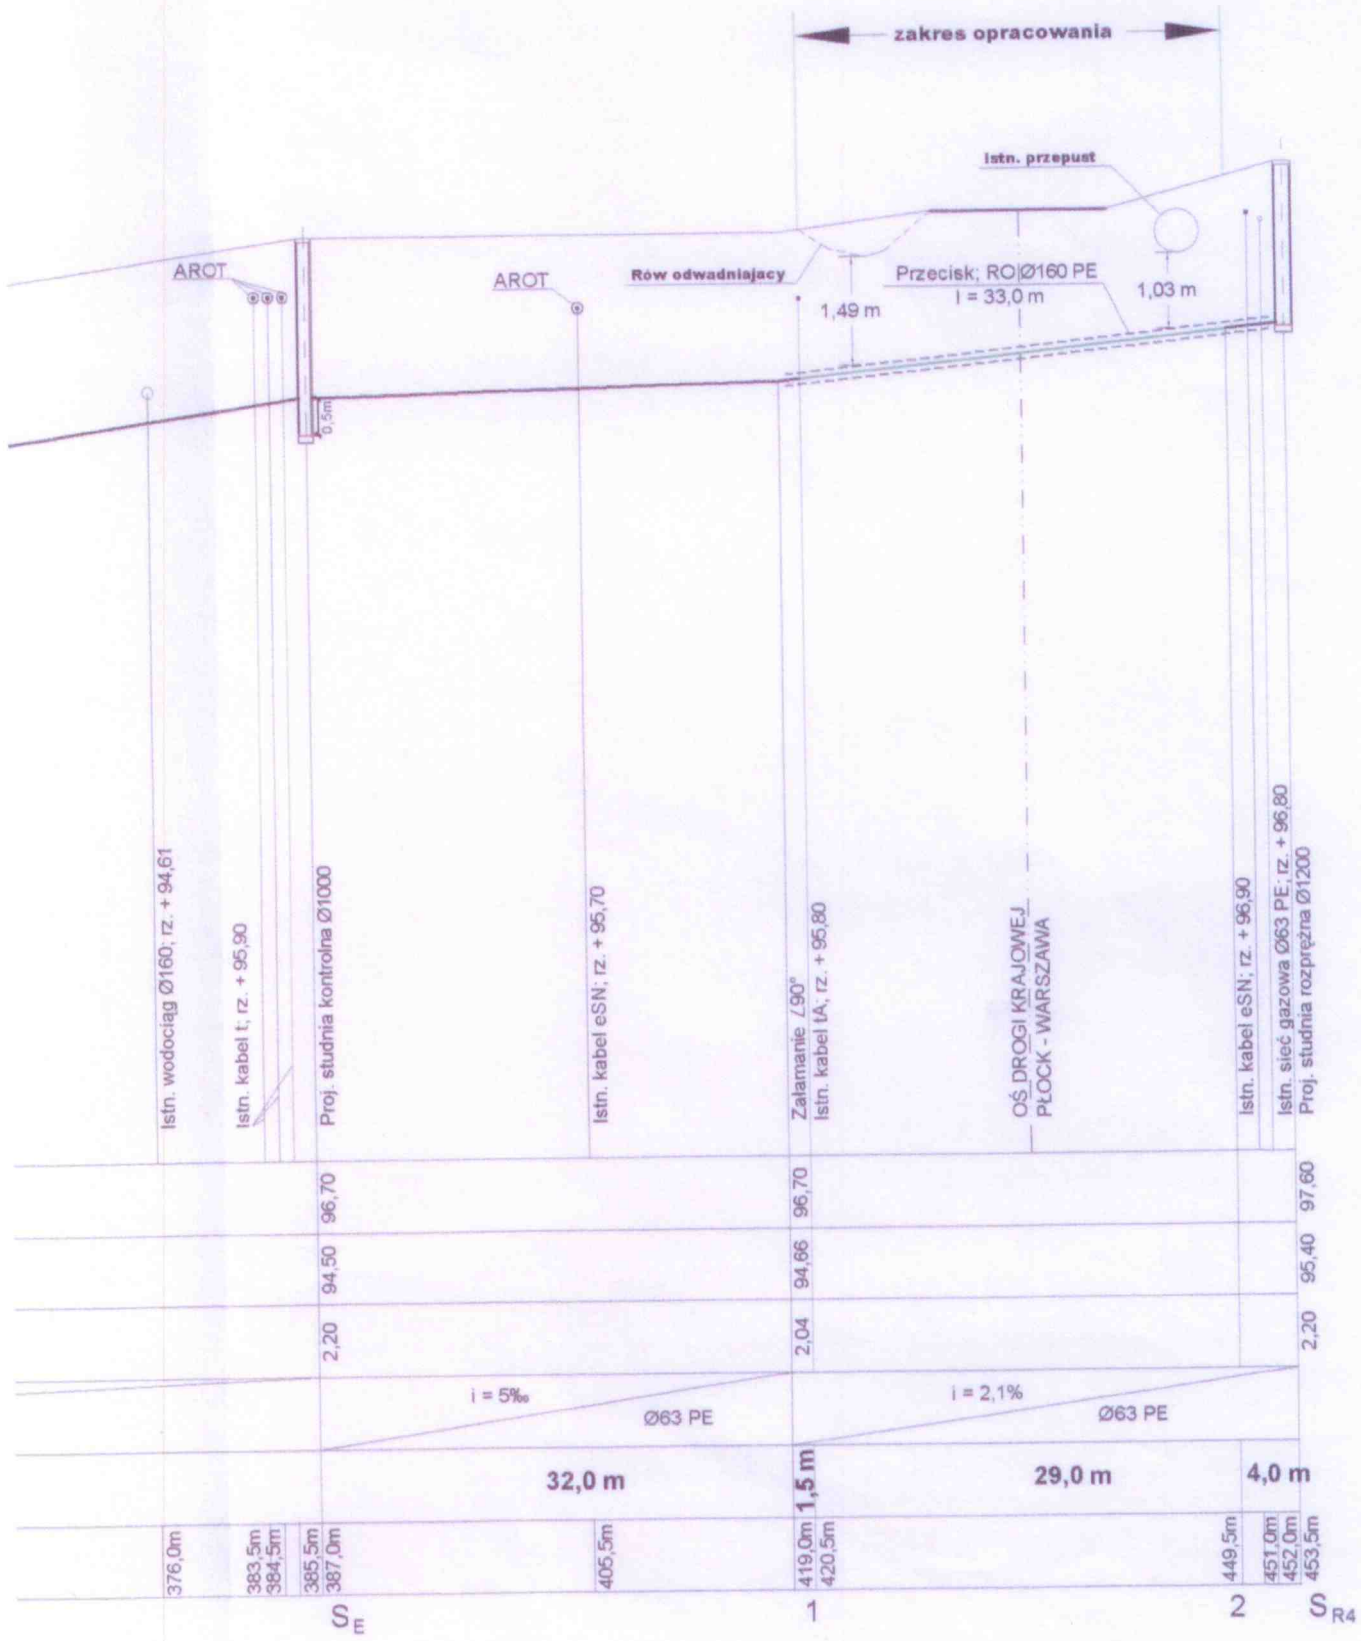 zakres opracowania
Istn. przepust
AROT
AROT
Rów odwadniajacy
Przecisk; RO Ø160 PE
l = 33,0 m
1,49 m
1,03 m
0,5m
Istn. wodociąg Ø160; rz. + 94,61
Istn. kabel t; rz. + 95,90
Proj. studnia kontrolna Ø1000
Istn. kabel eSN; rz. + 95,70
Załamanie ∠90°
Istn. kabel tA; rz. + 95,80
OŚ DROGI KRAJOWEJ
PŁOCK - WARSZAWA
Istn. kabel eSN; rz. + 96,90
Istn. sieć gazowa Ø63 PE; rz. + 96,80
Proj. studnia rozprężna Ø1200
96,70 96,70 97,60
94,50 94,66 95,40
2,20 2,04 2,20
i = 5‰ i = 2,1%
Ø63 PE Ø63 PE
32,0 m 1,5 m 29,0 m 4,0 m
376,0m 383,5m 384,5m 385,5m 387,0m 405,5m 419,0m 420,5m 449,5m 451,0m 452,0m 453,5m
SE 1 2 SR4